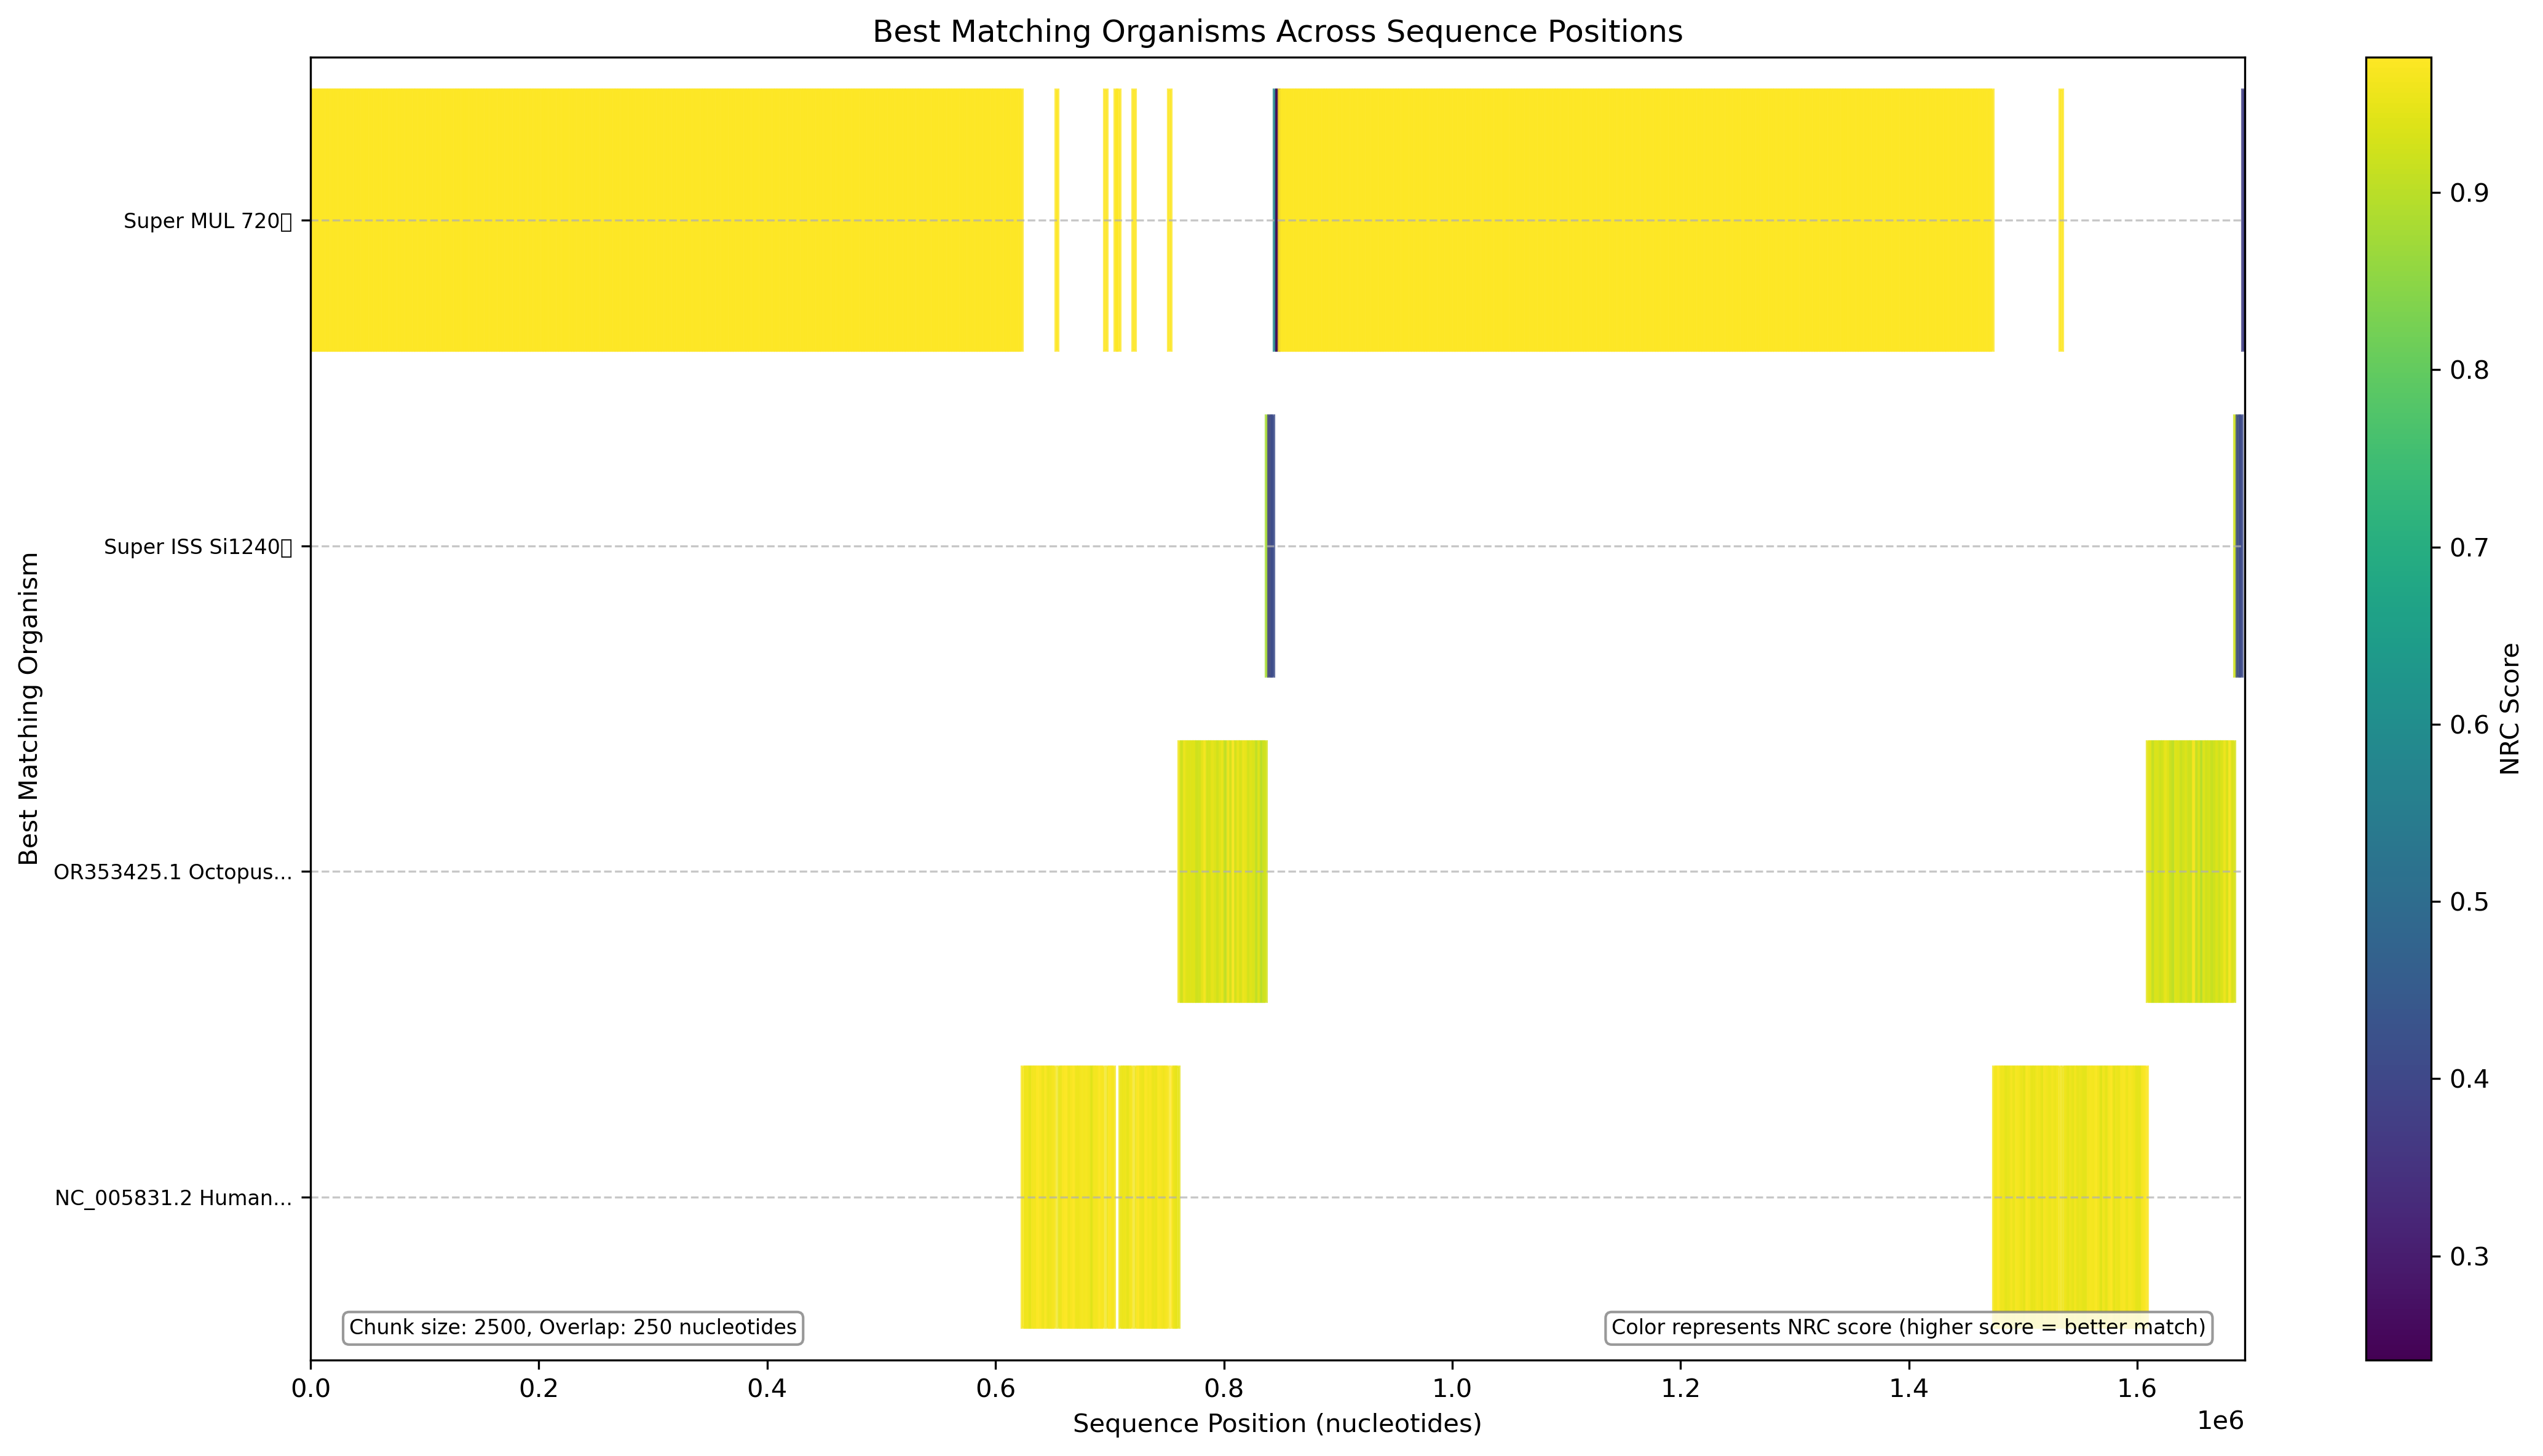 Best Matching Organisms Across Sequence Positions
Best Matching Organism
Super MUL 720▯
Super ISS Si1240▯
OR353425.1 Octopus...
NC_005831.2 Human...
Chunk size: 2500, Overlap: 250 nucleotides
Color represents NRC score (higher score = better match)
0.0 0.2 0.4 0.6 0.8 1.0 1.2 1.4 1.6
1e6
Sequence Position (nucleotides)
0.9
0.8
0.7
0.6
0.5
0.4
0.3
NRC Score